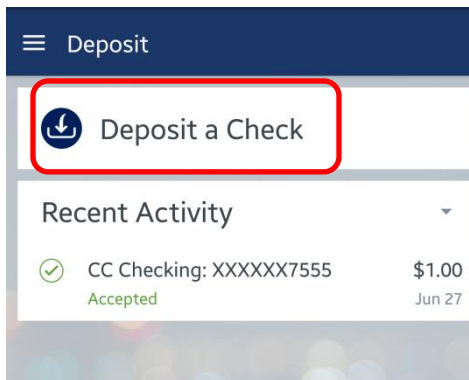 Deposit
Deposit a Check
Recent Activity
CC Checking: XXXXXX7555 $1.00
Accepted Jun 27